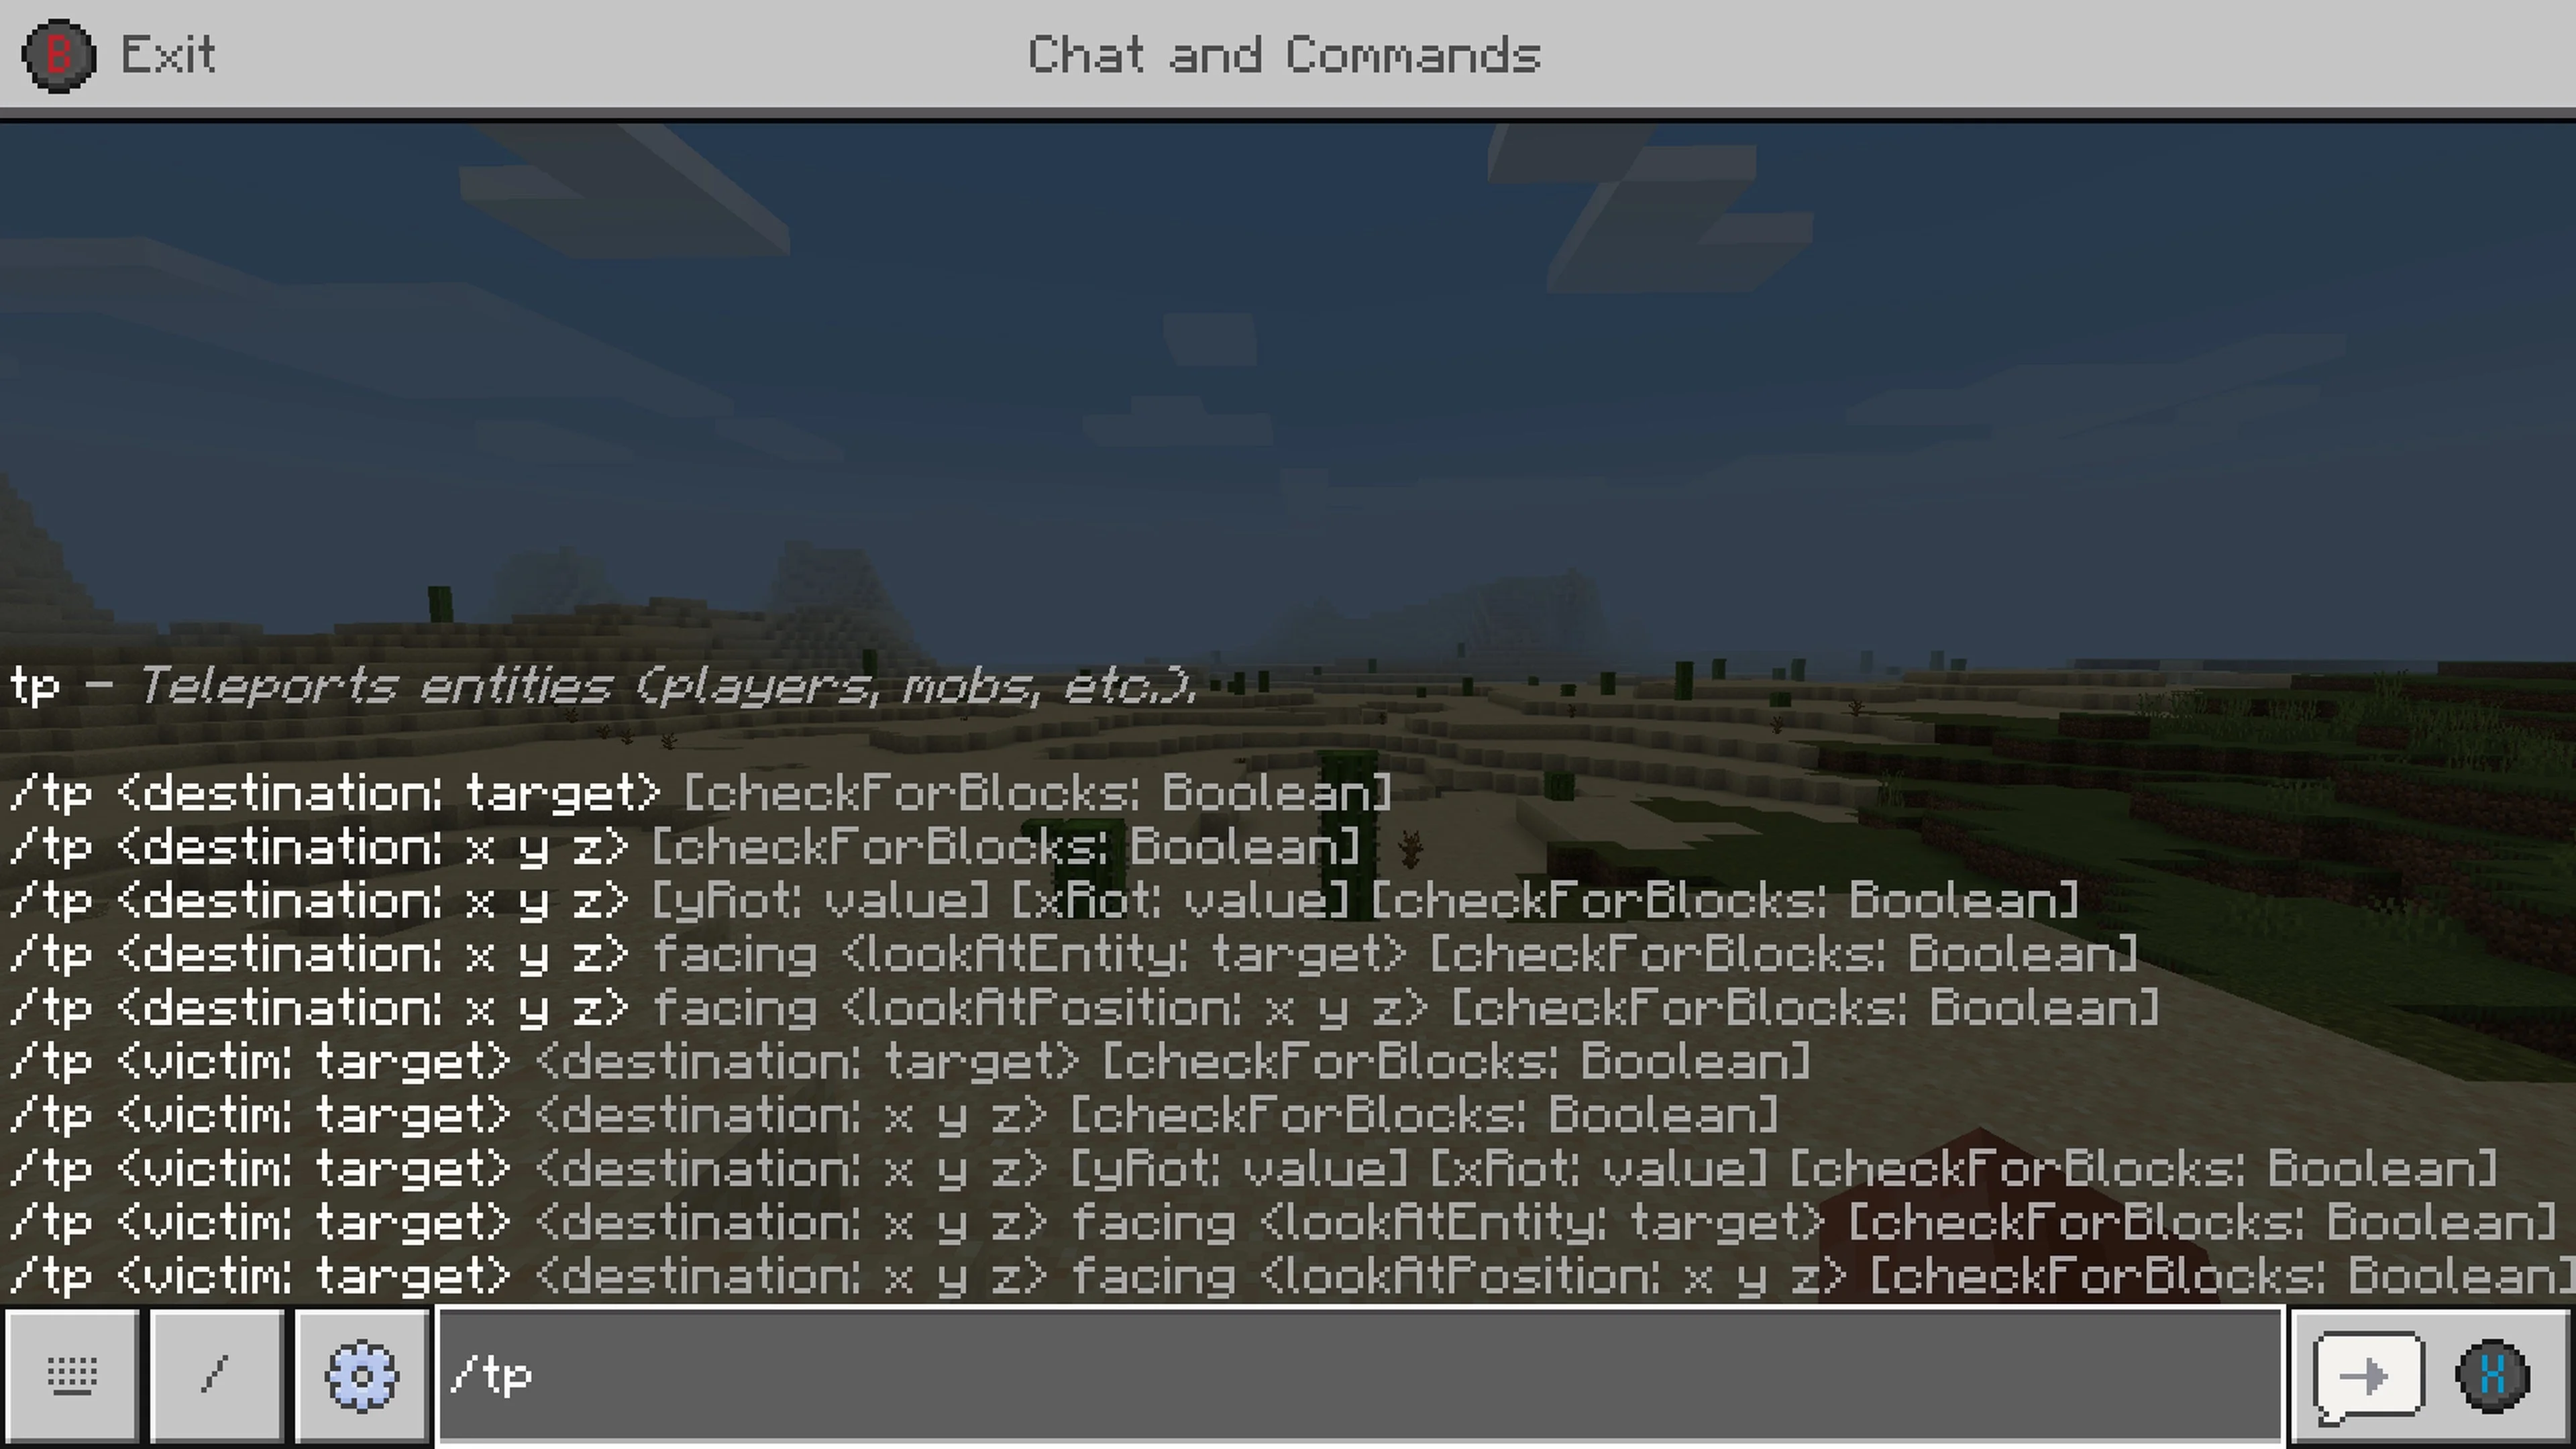 B Exit
Chat and Commands
tp - Teleports entities (players, mobs, etc.).
/tp <destination: target> [checkForBlocks: Boolean]
/tp <destination: x y z> [checkForBlocks: Boolean]
/tp <destination: x y z> [yRot: value] [xRot: value] [checkForBlocks: Boolean]
/tp <destination: x y z> facing <lookAtEntity: target> [checkForBlocks: Boolean]
/tp <destination: x y z> facing <lookAtPosition: x y z> [checkForBlocks: Boolean]
/tp <victim: target> <destination: target> [checkForBlocks: Boolean]
/tp <victim: target> <destination: x y z> [checkForBlocks: Boolean]
/tp <victim: target> <destination: x y z> [yRot: value] [xRot: value] [checkForBlocks: Boolean]
/tp <victim: target> <destination: x y z> facing <lookAtEntity: target> [checkForBlocks: Boolean]
/tp <victim: target> <destination: x y z> facing <lookAtPosition: x y z> [checkForBlocks: Boolean]
/ /tp X